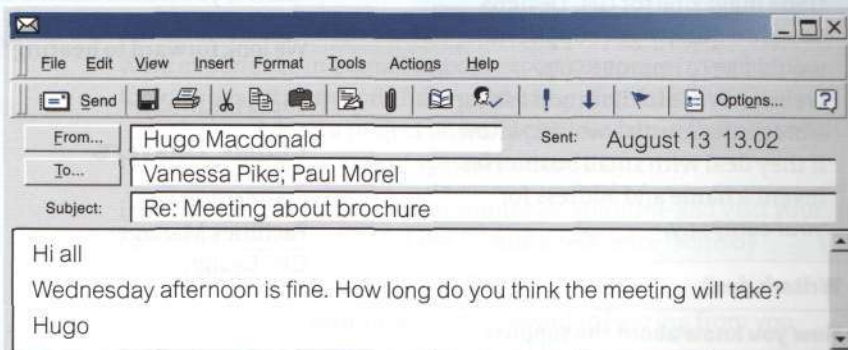 File Edit View Insert Format Tools Actions Help
Send Options...
From... Hugo Macdonald Sent: August 13 13.02
To... Vanessa Pike; Paul Morel
Subject: Re: Meeting about brochure
Hi all
Wednesday afternoon is fine. How long do you think the meeting will take?
Hugo